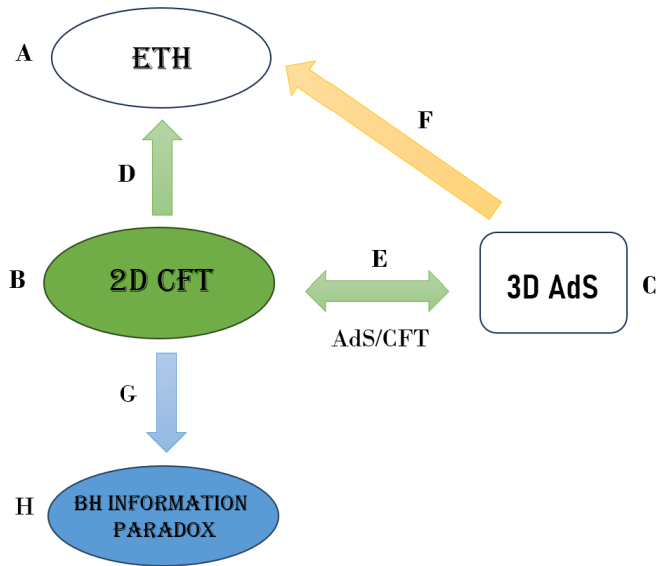 A
ETH
F
D
B
2D CFT
E
3D AdS
C
AdS/CFT
G
H
BH INFORMATION
PARADOX